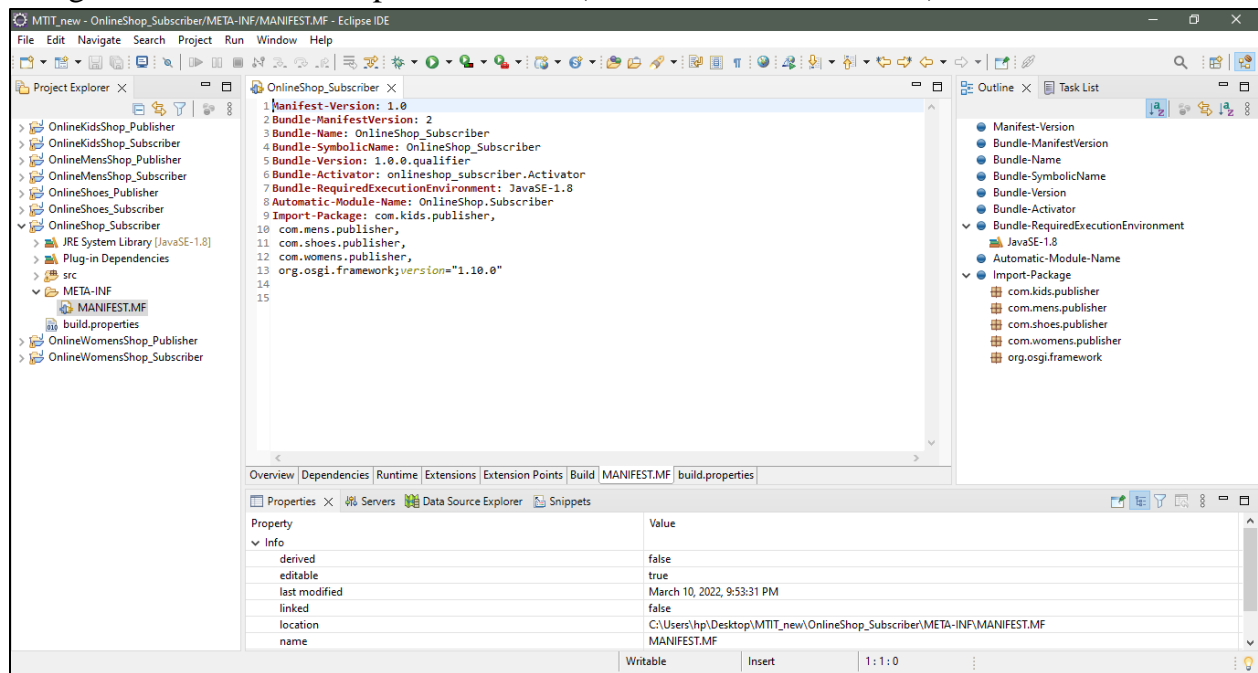 MTIT_new - OnlineShop_Subscriber/META-INF/MANIFEST.MF - Eclipse IDE
File Edit Navigate Search Project Run Window Help
Project Explorer
OnlineKidsShop_Publisher
OnlineKidsShop_Subscriber
OnlineMensShop_Publisher
OnlineMensShop_Subscriber
OnlineShoes_Publisher
OnlineShoes_Subscriber
OnlineShop_Subscriber
JRE System Library [JavaSE-1.8]
Plug-in Dependencies
src
META-INF
MANIFEST.MF
build.properties
OnlineWomensShop_Publisher
OnlineWomensShop_Subscriber
OnlineShop_Subscriber
1 Manifest-Version: 1.0
2 Bundle-ManifestVersion: 2
3 Bundle-Name: OnlineShop_Subscriber
4 Bundle-SymbolicName: OnlineShop_Subscriber
5 Bundle-Version: 1.0.0.qualifier
6 Bundle-Activator: onlineshop_subscriber.Activator
7 Bundle-RequiredExecutionEnvironment: JavaSE-1.8
8 Automatic-Module-Name: OnlineShop.Subscriber
9 Import-Package: com.kids.publisher,
10 com.mens.publisher,
11 com.shoes.publisher,
12 com.womens.publisher,
13 org.osgi.framework;version="1.10.0"
14
15
Overview Dependencies Runtime Extensions Extension Points Build MANIFEST.MF build.properties
Outline Task List
Manifest-Version
Bundle-ManifestVersion
Bundle-Name
Bundle-SymbolicName
Bundle-Version
Bundle-Activator
Bundle-RequiredExecutionEnvironment
JavaSE-1.8
Automatic-Module-Name
Import-Package
com.kids.publisher
com.mens.publisher
com.shoes.publisher
com.womens.publisher
org.osgi.framework
Properties Servers Data Source Explorer Snippets
Property Value
Info
derived false
editable true
last modified March 10, 2022, 9:53:31 PM
linked false
location C:\Users\hp\Desktop\MTIT_new\OnlineShop_Subscriber\META-INF\MANIFEST.MF
name MANIFEST.MF
Writable Insert 1:1:0